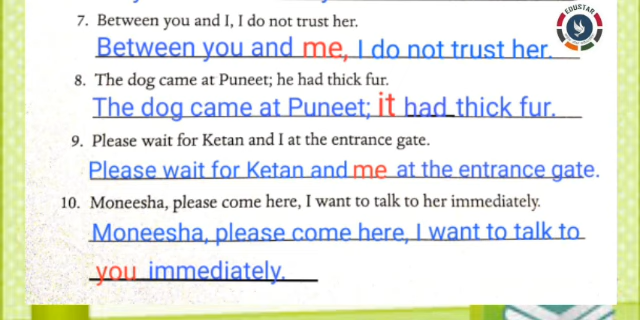 EDUSTAR
7. Between you and I, I do not trust her.
Between you and me, I do not trust her.
8. The dog came at Puneet; he had thick fur.
The dog came at Puneet; it had thick fur.
9. Please wait for Ketan and I at the entrance gate.
Please wait for Ketan and me at the entrance gate.
10. Moneesha, please come here, I want to talk to her immediately.
Moneesha, please come here, I want to talk to
you immediately.